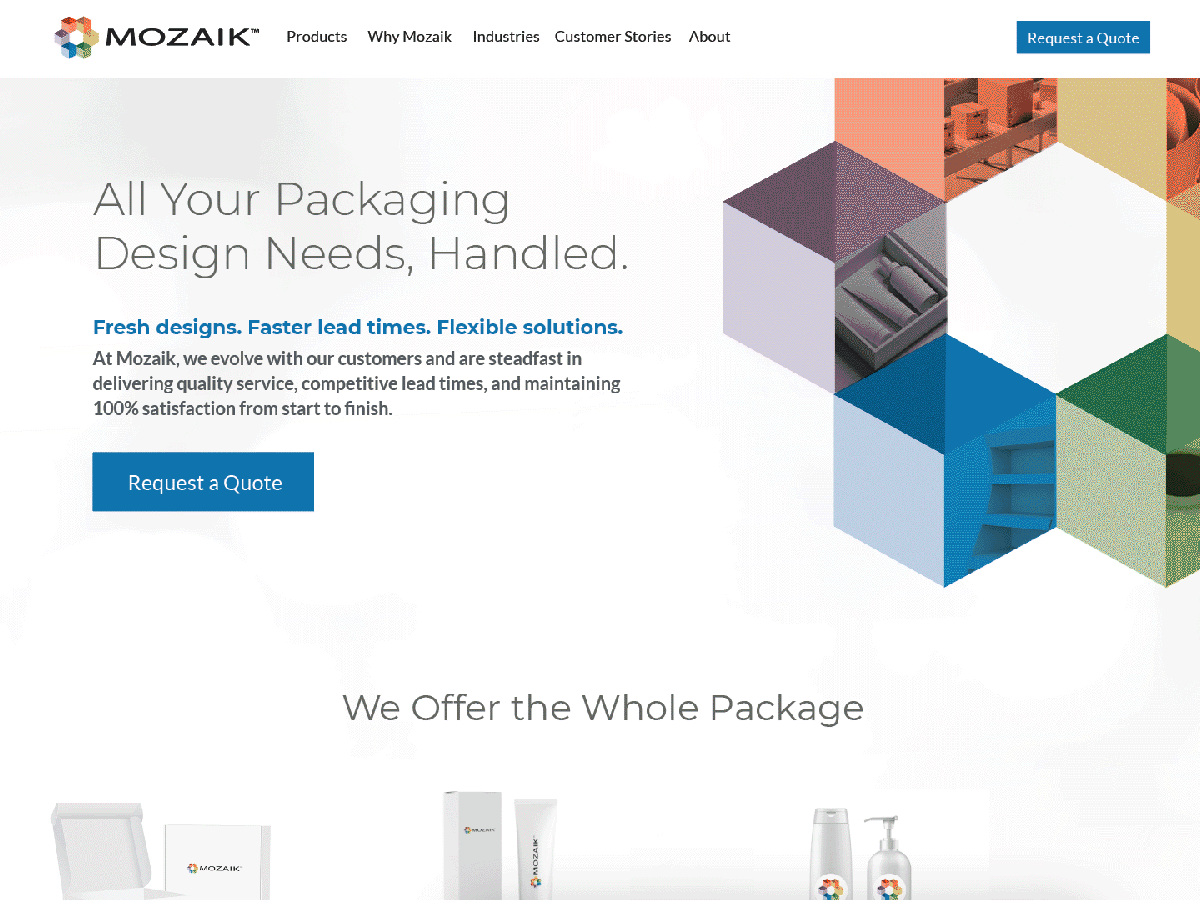 MOZAIK™
Products Why Mozaik Industries Customer Stories About
Request a Quote
All Your Packaging
Design Needs, Handled.
Fresh designs. Faster lead times. Flexible solutions.
At Mozaik, we evolve with our customers and are steadfast in
delivering quality service, competitive lead times, and maintaining
100% satisfaction from start to finish.
Request a Quote
We Offer the Whole Package
MOZAIK
MOZAIK
MOZAIK